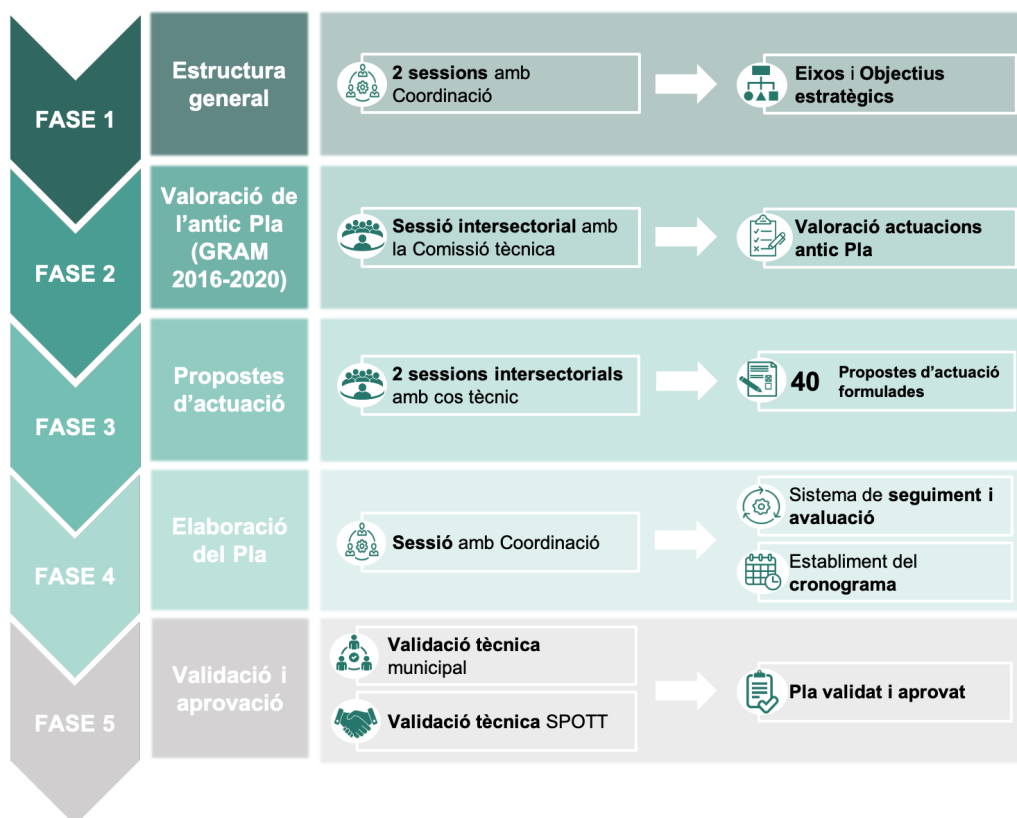 FASE 1
Estructura
general
2 sessions amb
Coordinació
Eixos i Objectius
estratègics
FASE 2
Valoració de
l'antic Pla
(GRAM
2016-2020)
Sessió intersectorial amb
la Comissió tècnica
Valoració actuacions
antic Pla
FASE 3
Propostes
d'actuació
2 sessions intersectorials
amb cos tècnic
40
Propostes d'actuació
formulades
FASE 4
Elaboració
del Pla
Sessió amb Coordinació
Sistema de seguiment i
avaluació
Establiment del
cronograma
FASE 5
Validació i
aprovació
Validació tècnica
municipal
Validació tècnica SPOTT
Pla validat i aprovat